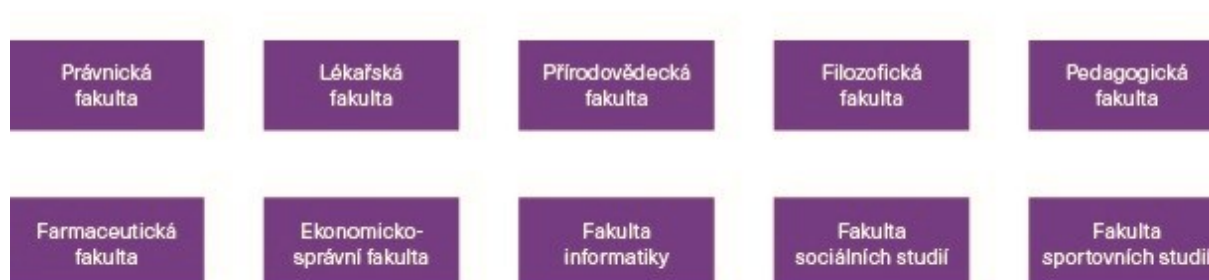 Právnická
fakulta
Lékařská
fakulta
Přírodovědecká
fakulta
Filozofická
fakulta
Pedagogická
fakulta
Farmaceutická
fakulta
Ekonomicko-
správní fakulta
Fakulta
informatiky
Fakulta
sociálních studií
Fakulta
sportovních studií